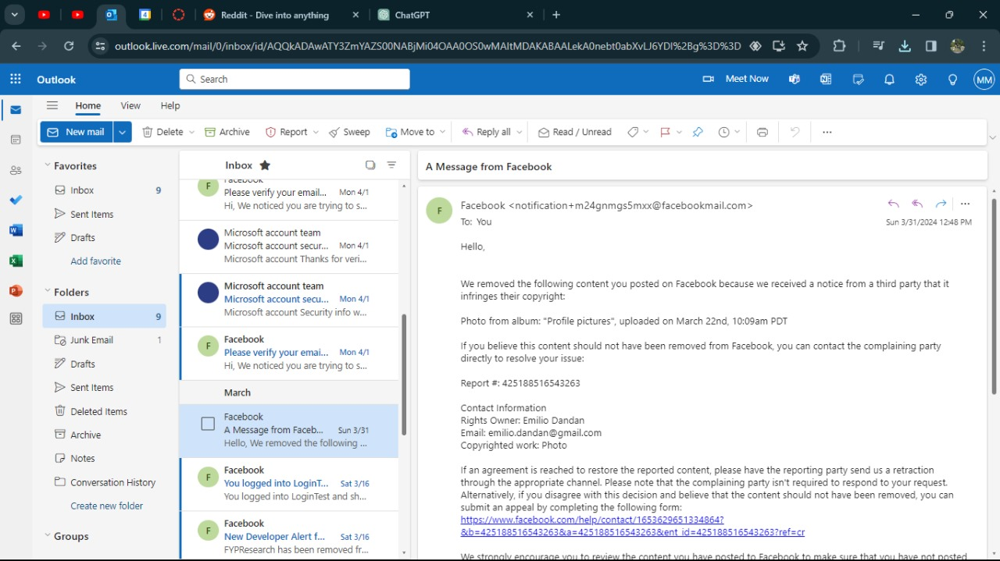 Reddit - Dive into anything
ChatGPT
outlook.live.com/mail/0/inbox/id/AQQkADAwATY3ZmYAZS00NABjMi04OAA0OS0wMAItMDAKABAALekA0nebt0abXvLJ6YDI%2Bg%3D%3D
Outlook
Search
Meet Now
MM
Home View Help
New mail Delete Archive Report Sweep Move to Reply all Read / Unread
Favorites
Inbox 9
Sent Items
Drafts
Add favorite
Folders
Inbox 9
Junk Email 1
Drafts
Sent Items
Deleted Items
Archive
Notes
Conversation History
Create new folder
Groups
Inbox
F
Facebook
Please verify your email... Mon 4/1
Hi, We noticed you are trying to s...
Microsoft account team
Microsoft account secur... Mon 4/1
Microsoft account Thanks for veri...
Microsoft account team
Microsoft account secu... Mon 4/1
Microsoft account Security info w...
F
Facebook
Please verify your emai... Mon 4/1
Hi, We noticed you are trying to s...
March
Facebook
A Message from Faceb... Sun 3/31
Hello, We removed the following ...
F
Facebook
You logged into LoginT... Sat 3/16
You logged into LoginTest and sh...
F
Facebook
New Developer Alert f... Sat 3/16
FYPResearch has been removed fr...
A Message from Facebook
F
Facebook <notification+m24gnmgs5mxx@facebookmail.com>
To: You
Sun 3/31/2024 12:48 PM
Hello,
We removed the following content you posted on Facebook because we received a notice from a third party that it
infringes their copyright:
Photo from album: "Profile pictures", uploaded on March 22nd, 10:09am PDT
If you believe this content should not have been removed from Facebook, you can contact the complaining party
directly to resolve your issue:
Report #: 425188516543263
Contact Information
Rights Owner: Emilio Dandan
Email: emilio.dandan@gmail.com
Copyrighted work: Photo
If an agreement is reached to restore the reported content, please have the reporting party send us a retraction
through the appropriate channel. Please note that the complaining party isn't required to respond to your request.
Alternatively, if you disagree with this decision and believe that the content should not have been removed, you can
submit an appeal by completing the following form:
https://www.facebook.com/help/contact/1653629651334864?
&b=425188516543263&a=425188516543263&ent_id=425188516543263?ref=cr
We strongly encourage you to review the content you have posted to Facebook to make sure that you have not posted